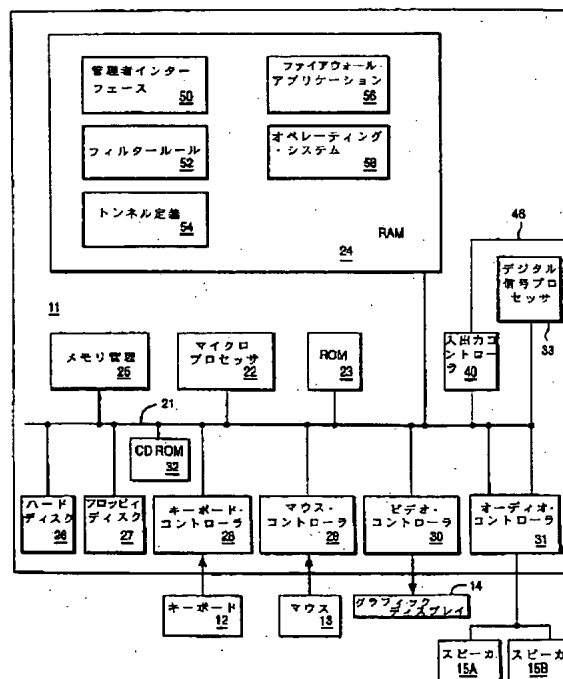 管理者インター
フェース
50
ファイアウォール・
アプリケーション
56
フィルタールール
52
オペレーティング・
システム
58
トンネル定義
54
RAM
24
48
デジタル
信号プロ
セッサ
33
11
メモリ管理
25
マイクロ
プロセッサ
22
ROM
23
入出力コント
ローラ
40
21
CD ROM
32
ハード
ディスク
26
フロッピィ
ディスク
27
キーボード・
コントローラ
28
マウス・
コントローラ
29
ビデオ・
コントローラ
30
オーディオ・
コントローラ
31
キーボード
12
マウス
13
14
グラフィック
ディスプレイ
スピーカ
15A
スピーカ
15B